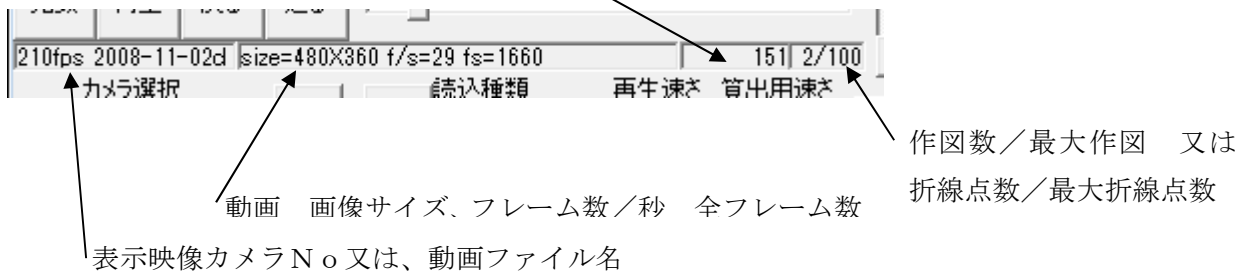 210fps 2008-11-02d size=480X360 f/s=29 fs=1660 151 2/100
カメラ選択 読込種類 再生速さ 算出用速さ
作図数／最大作図 又は
折線点数／最大折線点数
動画 画像サイズ、フレーム数／秒 全フレーム数
表示映像カメラＮｏ又は、動画ファイル名